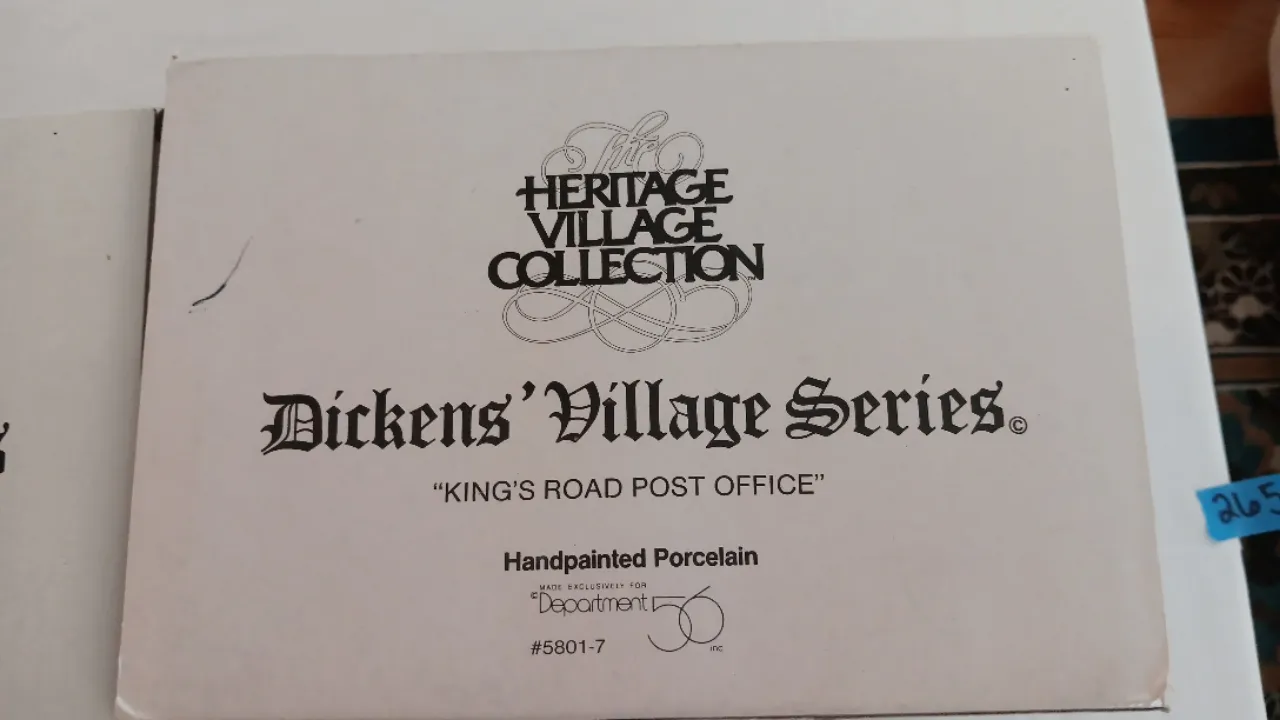 The
HERITAGE
VILLAGE
COLLECTION™
Dickens' Village Series©
"KING'S ROAD POST OFFICE"
Handpainted Porcelain
MADE EXCLUSIVELY FOR
©Department 56 INC
#5801-7
265